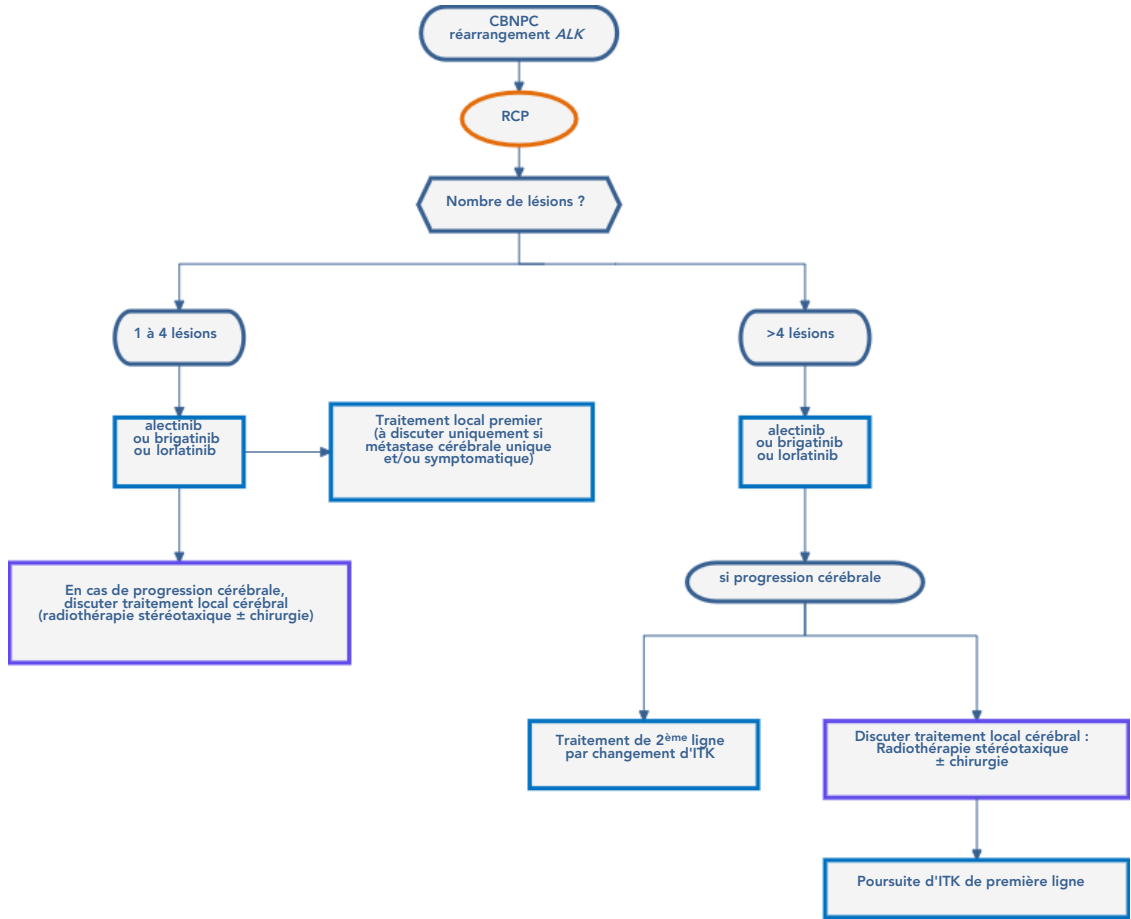 CBNPC
réarrangement ALK
RCP
Nombre de lésions ?
1 à 4 lésions
>4 lésions
alectinib
ou brigatinib
ou lorlatinib
Traitement local premier
(à discuter uniquement si
métastase cérébrale unique
et/ou symptomatique)
alectinib
ou brigatinib
ou lorlatinib
En cas de progression cérébrale,
discuter traitement local cérébral
(radiothérapie stéréotaxique ± chirurgie)
si progression cérébrale
Traitement de 2ème ligne
par changement d'ITK
Discuter traitement local cérébral :
Radiothérapie stéréotaxique
± chirurgie
Poursuite d'ITK de première ligne